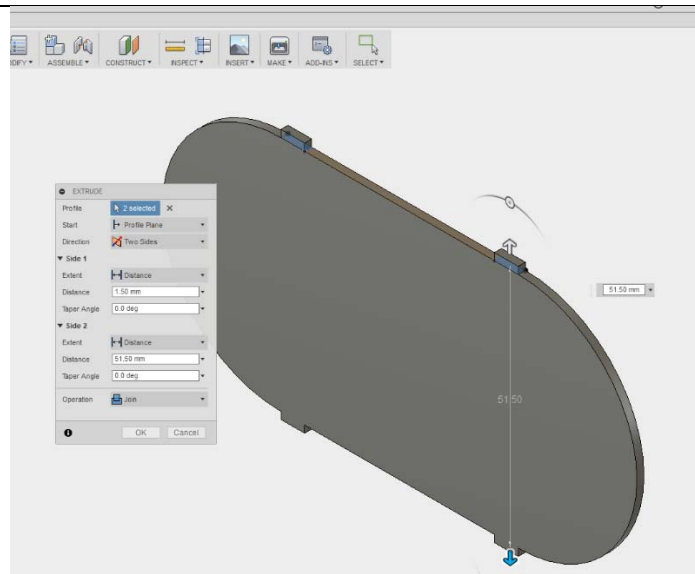 ODIFY ▾ ASSEMBLE ▾ CONSTRUCT ▾ INSPECT ▾ INSERT ▾ MAKE ▾ ADD-INS ▾ SELECT ▾
EXTRUDE
Profile 2 selected
Start Profile Plane
Direction Two Sides
▼ Side 1
Extent Distance
Distance 1.50 mm
Taper Angle 0.0 deg
▼ Side 2
Extent Distance
Distance 51.50 mm
Taper Angle 0.0 deg
Operation Join
OK Cancel
51.50 mm
51.50